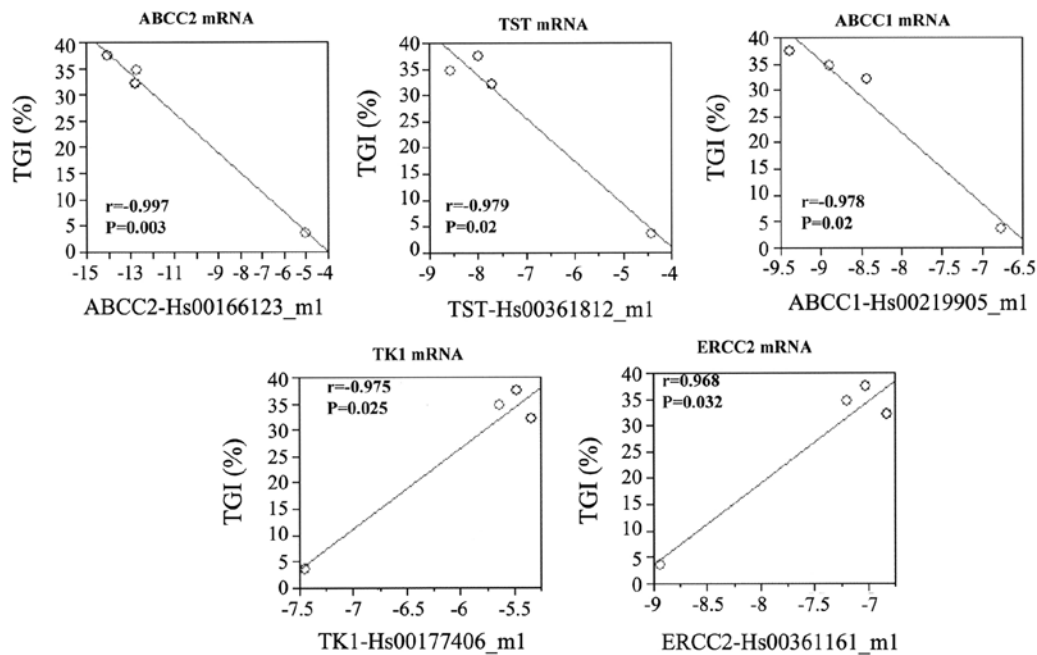 ABCC2 mRNA
TGI (%)
40
35
30
25
20
15
10
5
0
r=-0.997
P=0.003
-15 -13 -11 -9 -7 -5 -4
ABCC2-Hs00166123_m1
TST mRNA
TGI (%)
40
35
30
25
20
15
10
5
0
r=-0.979
P=0.02
-9 -8 -7 -6 -5 -4
TST-Hs00361812_m1
ABCC1 mRNA
TGI (%)
40
35
30
25
20
15
10
5
0
r=-0.978
P=0.02
-9.5 -9 -8.5 -8 -7.5 -7 -6.5
ABCC1-Hs00219905_m1
TK1 mRNA
TGI (%)
40
35
30
25
20
15
10
5
0
r=-0.975
P=0.025
-7.5 -7 -6.5 -6 -5.5
TK1-Hs00177406_m1
ERCC2 mRNA
TGI (%)
40
35
30
25
20
15
10
5
0
r=0.968
P=0.032
-9 -8.5 -8 -7.5 -7
ERCC2-Hs00361161_m1